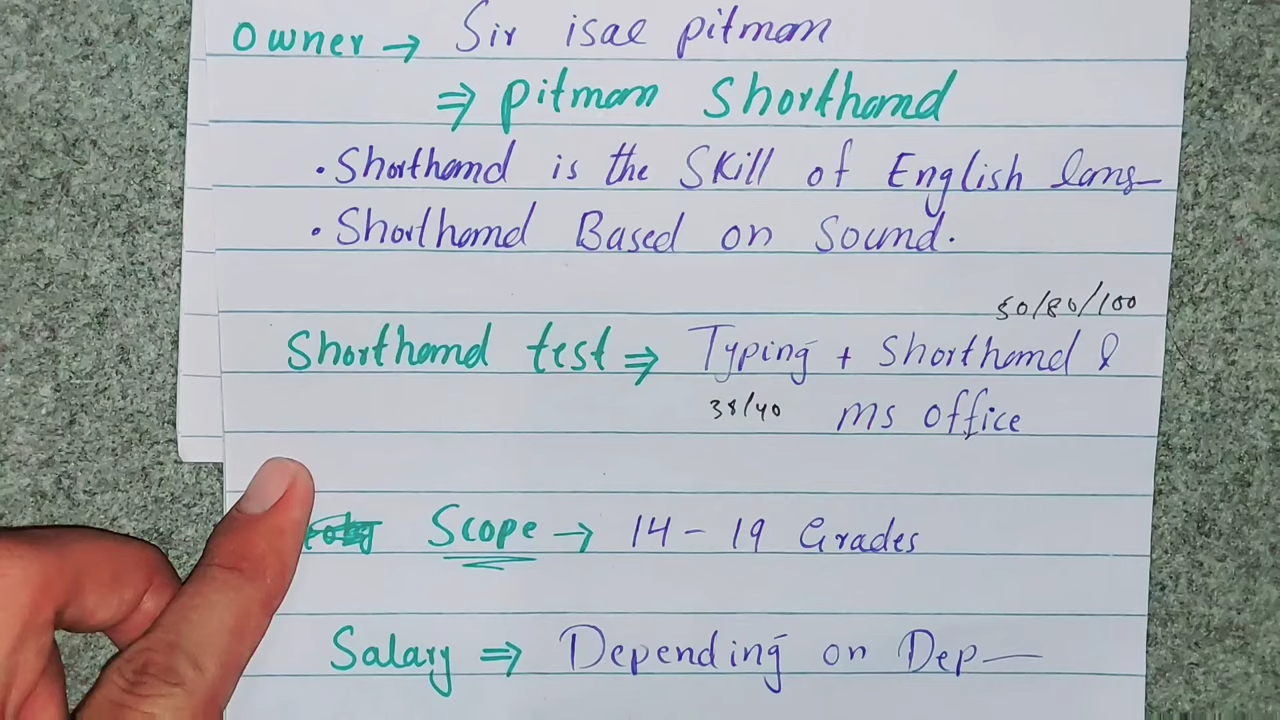 Owner → Sir isac pitman
⇒ pitman Shorthand
• Shorthand is the Skill of English lang—
• Shorthand Based on Sound.
50/80/100
Shorthand test ⇒ Typing + Shorthand &
38/40 ms office
Scope → 14 - 19 Grades
Salary ⇒ Depending on Dep—